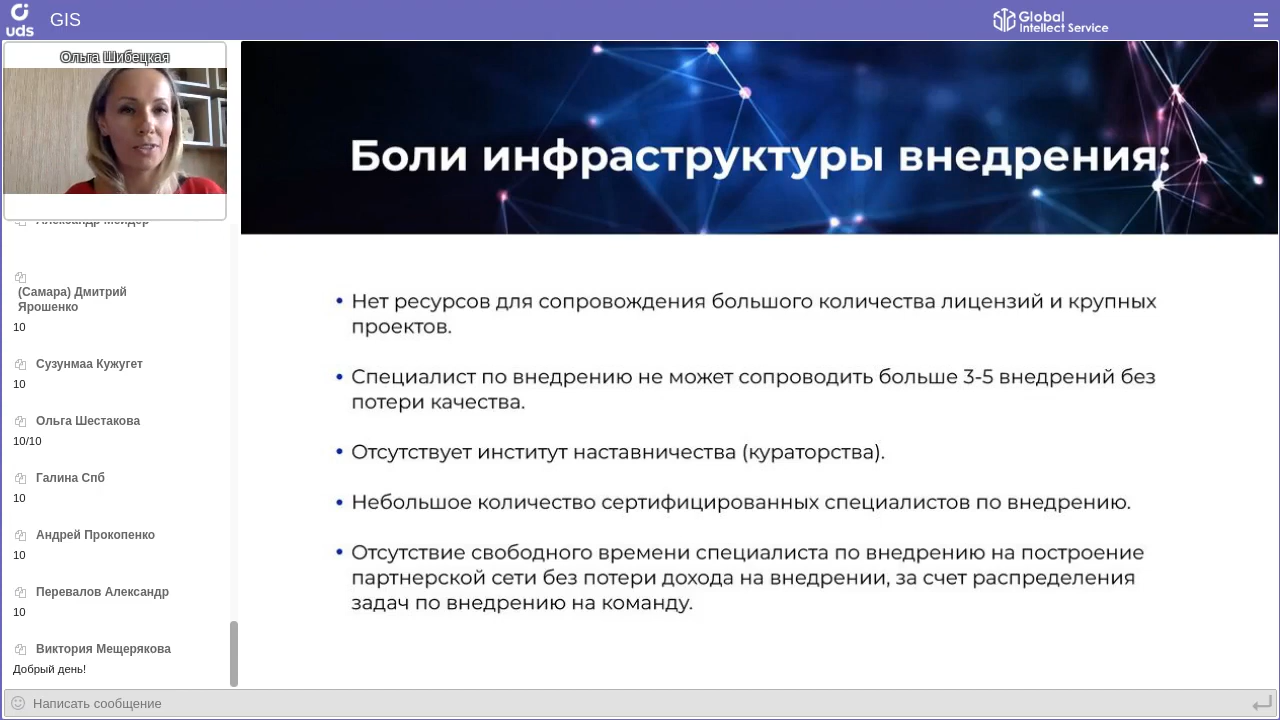 uds
GIS
Global
Intellect Service
Ольга Шибецкая
Александр Мейдер
(Самара) Дмитрий
Ярошенко
10
Сузунмаа Кужугет
10
Ольга Шестакова
10/10
Галина Спб
10
Андрей Прокопенко
10
Перевалов Александр
10
Виктория Мещерякова
Добрый день!
Написать сообщение
Боли инфраструктуры внедрения:
• Нет ресурсов для сопровождения большого количества лицензий и крупных
проектов.
• Специалист по внедрению не может сопроводить больше 3-5 внедрений без
потери качества.
• Отсутствует институт наставничества (кураторства).
• Небольшое количество сертифицированных специалистов по внедрению.
• Отсутствие свободного времени специалиста по внедрению на построение
партнерской сети без потери дохода на внедрении, за счет распределения
задач по внедрению на команду.